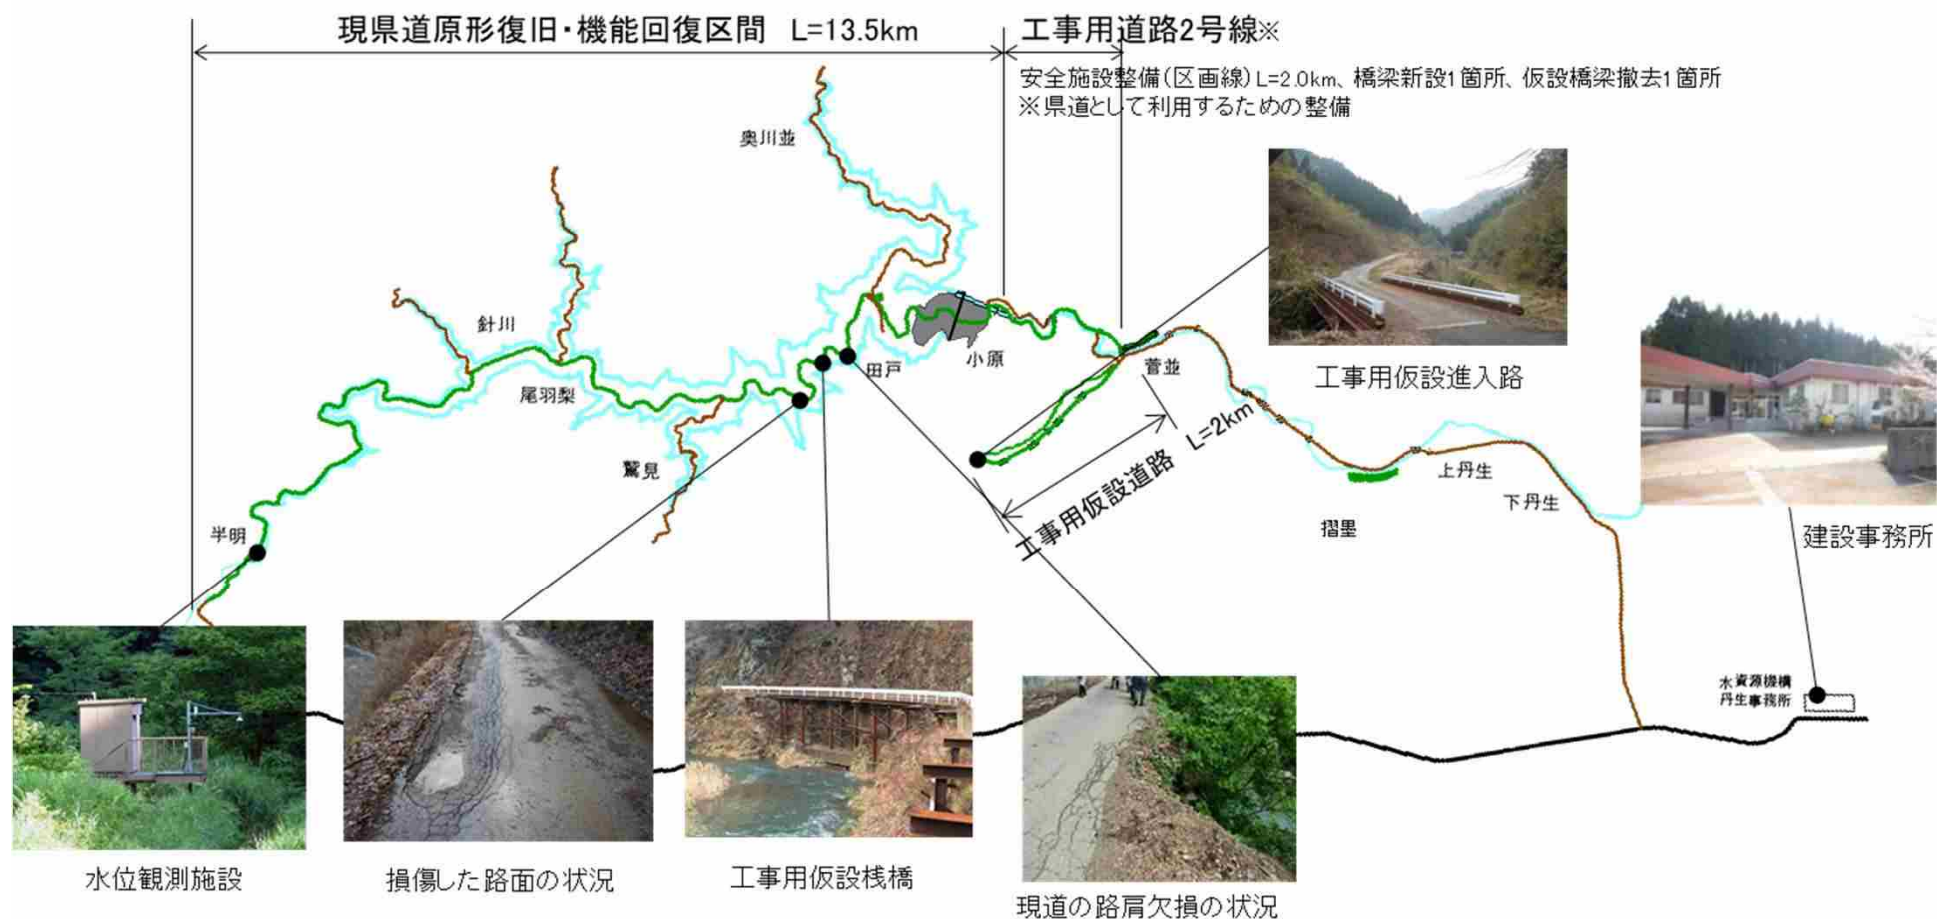 現県道原形復旧・機能回復区間 L=13.5km
工事用道路2号線※
安全施設整備(区画線)L=2.0km、橋梁新設1箇所、仮設橋梁撤去1箇所
※県道として利用するための整備
奥川並
針川
尾羽梨
鷲見
半明
田戸
小原
菅並
工事用仮設進入路
工事用仮設道路 L=2km
上丹生
下丹生
摺墨
建設事務所
水資源機構
丹生事務所
水位観測施設
損傷した路面の状況
工事用仮設桟橋
現道の路肩欠損の状況